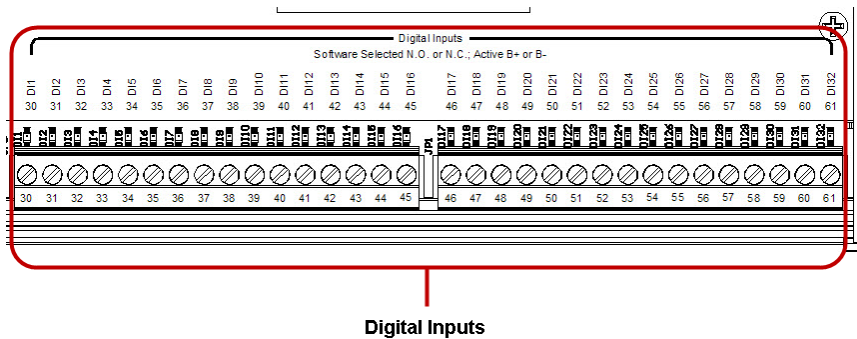 Digital Inputs
Software Selected N.O. or N.C.; Active B+ or B-
DI1 DI2 DI3 DI4 DI5 DI6 DI7 DI8 DI9 DI10 DI11 DI12 DI13 DI14 DI15 DI16 DI17 DI18 DI19 DI20 DI21 DI22 DI23 DI24 DI25 DI26 DI27 DI28 DI29 DI30 DI31 DI32
30 31 32 33 34 35 36 37 38 39 40 41 42 43 44 45 46 47 48 49 50 51 52 53 54 55 56 57 58 59 60 61
DI1 DI2 DI3 DI4 DI5 DI6 DI7 DI8 DI9 DI10 DI11 DI12 DI13 DI14 DI15 DI16 JP1 DI17 DI18 DI19 DI20 DI21 DI22 DI23 DI24 DI25 DI26 DI27 DI28 DI29 DI30 DI31 DI32
30 31 32 33 34 35 36 37 38 39 40 41 42 43 44 45 46 47 48 49 50 51 52 53 54 55 56 57 58 59 60 61
Digital Inputs